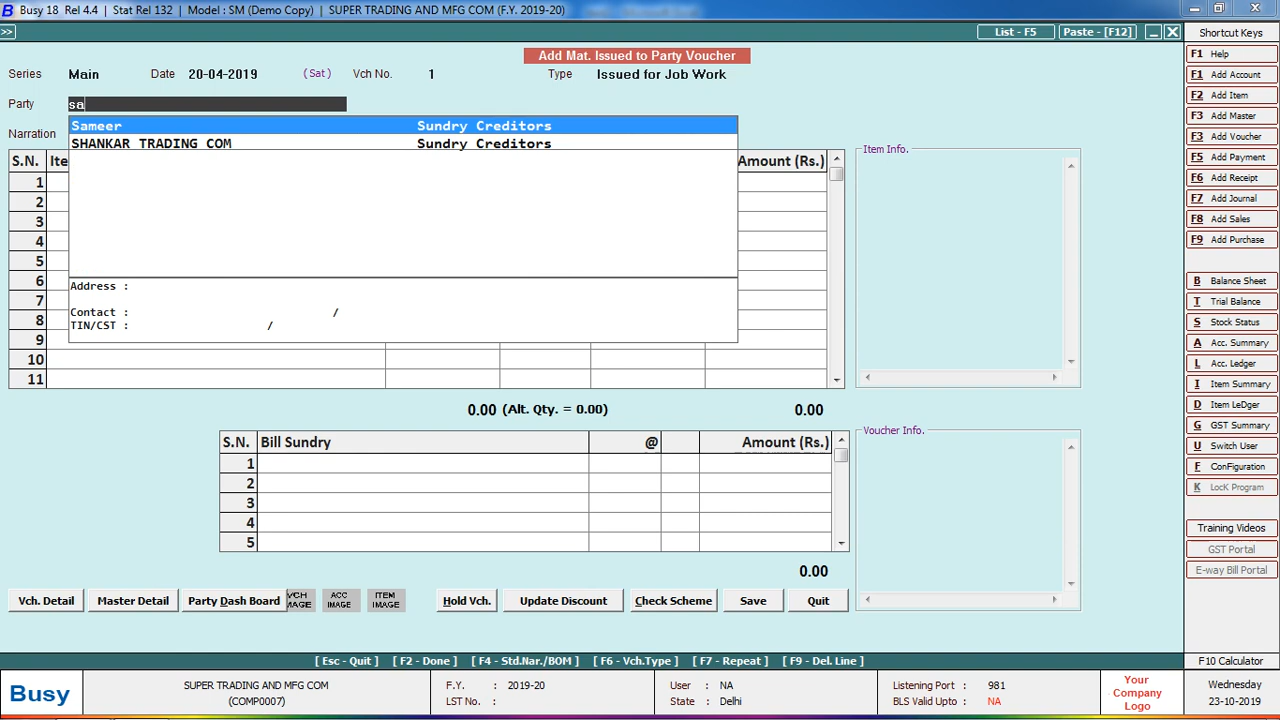 Busy 18 Rel 4.4 | Stat Rel 132 | Model : SM (Demo Copy) | SUPER TRADING AND MFG COM (F.Y. 2019-20)
>> List - F5 Paste - [F12]
Add Mat. Issued to Party Voucher
Series Main Date 20-04-2019 (Sat) Vch No. 1 Type Issued for Job Work
Party sa
Sameer Sundry Creditors
Narration SHANKAR TRADING COM Sundry Creditors
S.N. Ite Amount (Rs.)
1
2
3
4
5
6
7
8
9
10
11
Address :
Contact : /
TIN/CST : /
Item Info.
0.00 (Alt. Qty. = 0.00) 0.00
S.N. Bill Sundry @ Amount (Rs.)
1
2
3
4
5
0.00
Voucher Info.
Vch. Detail Master Detail Party Dash Board VCH IMAGE ACC IMAGE ITEM IMAGE Hold Vch. Update Discount Check Scheme Save Quit
[ Esc - Quit ] [ F2 - Done ] [ F4 - Std.Nar./BOM ] [ F6 - Vch.Type ] [ F7 - Repeat ] [ F9 - Del. Line ]
Shortcut Keys
F1 Help
F1 Add Account
F2 Add Item
F3 Add Master
F3 Add Voucher
F5 Add Payment
F6 Add Receipt
F7 Add Journal
F8 Add Sales
F9 Add Purchase
B Balance Sheet
T Trial Balance
S Stock Status
A Acc. Summary
L Acc. Ledger
I Item Summary
D Item LeDger
G GST Summary
U Switch User
F ConFiguration
K LocK Program
Training Videos
GST Portal
E-way Bill Portal
F10 Calculator
Busy
SUPER TRADING AND MFG COM
(COMP0007)
F.Y. : 2019-20
LST No. :
User : NA
State : Delhi
Listening Port : 981
BLS Valid Upto : NA
Your
Company
Logo
Wednesday
23-10-2019